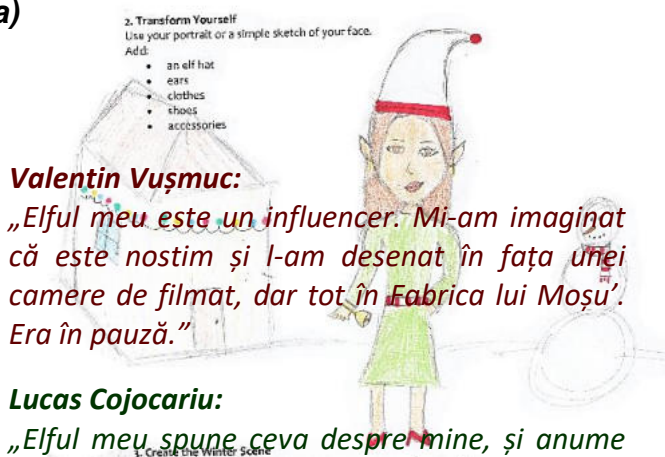 a)
2. Transform Yourself
Use your portrait or a simple sketch of your face.
Add:
• an elf hat
• ears
• clothes
• shoes
• accessories
Valentin Vușmuc:
„Elful meu este un influencer. Mi-am imaginat
că este nostim și l-am desenat în fața unei
camere de filmat, dar tot în Fabrica lui Moșu’.
Era în pauză.”
Lucas Cojocariu:
„Elful meu spune ceva despre mine, și anume
3. Create the Winter Scene